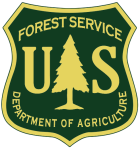 FOREST SERVICE
U S
DEPARTMENT OF AGRICULTURE